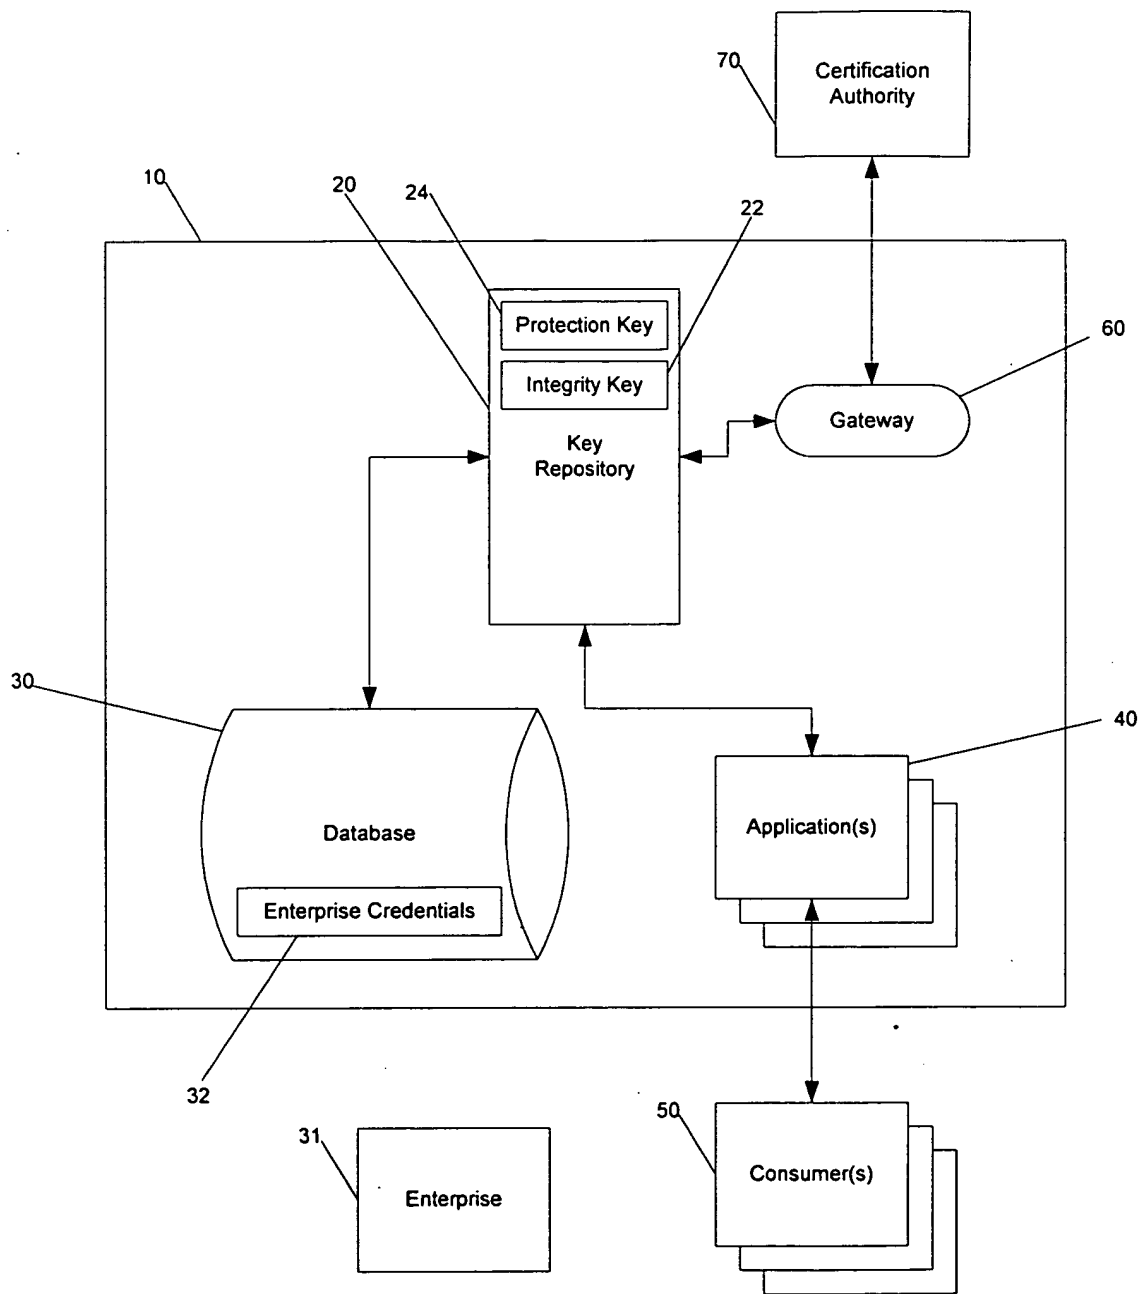 70
Certification
Authority
10
20
24
22
Protection Key
60
Integrity Key
Gateway
Key
Repository
30
40
Database
Application(s)
Enterprise Credentials
32
31
50
Enterprise
Consumer(s)